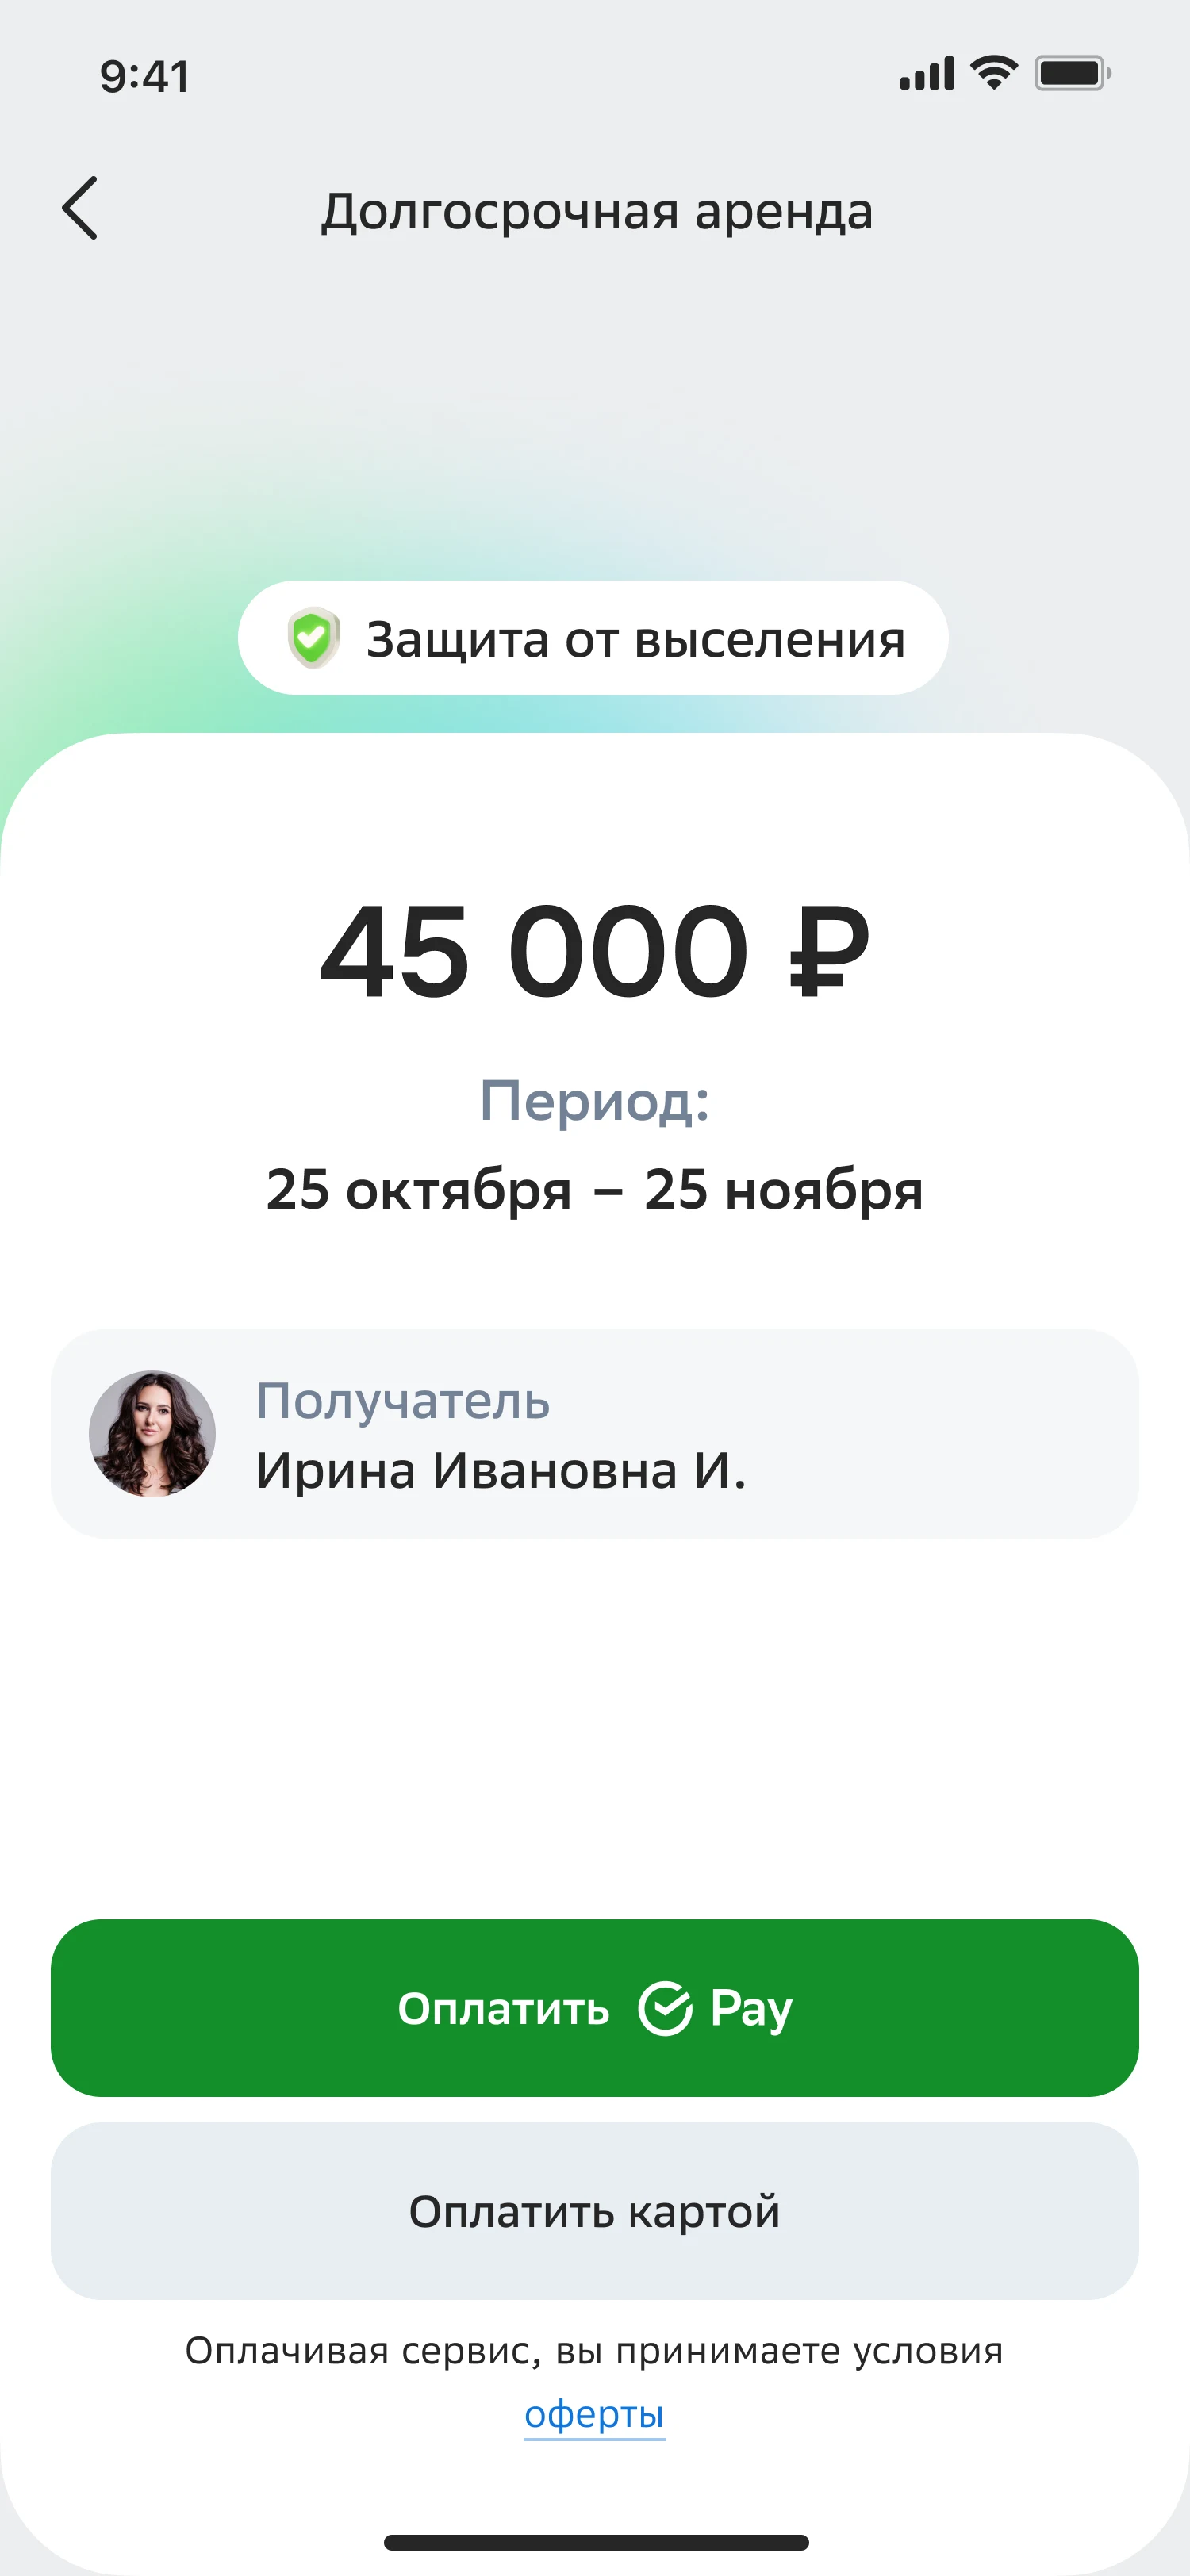 9:41
Долгосрочная аренда
Защита от выселения
45 000 ₽
Период:
25 октября – 25 ноября
Получатель
Ирина Ивановна И.
Оплатить Pay
Оплатить картой
Оплачивая сервис, вы принимаете условия
оферты